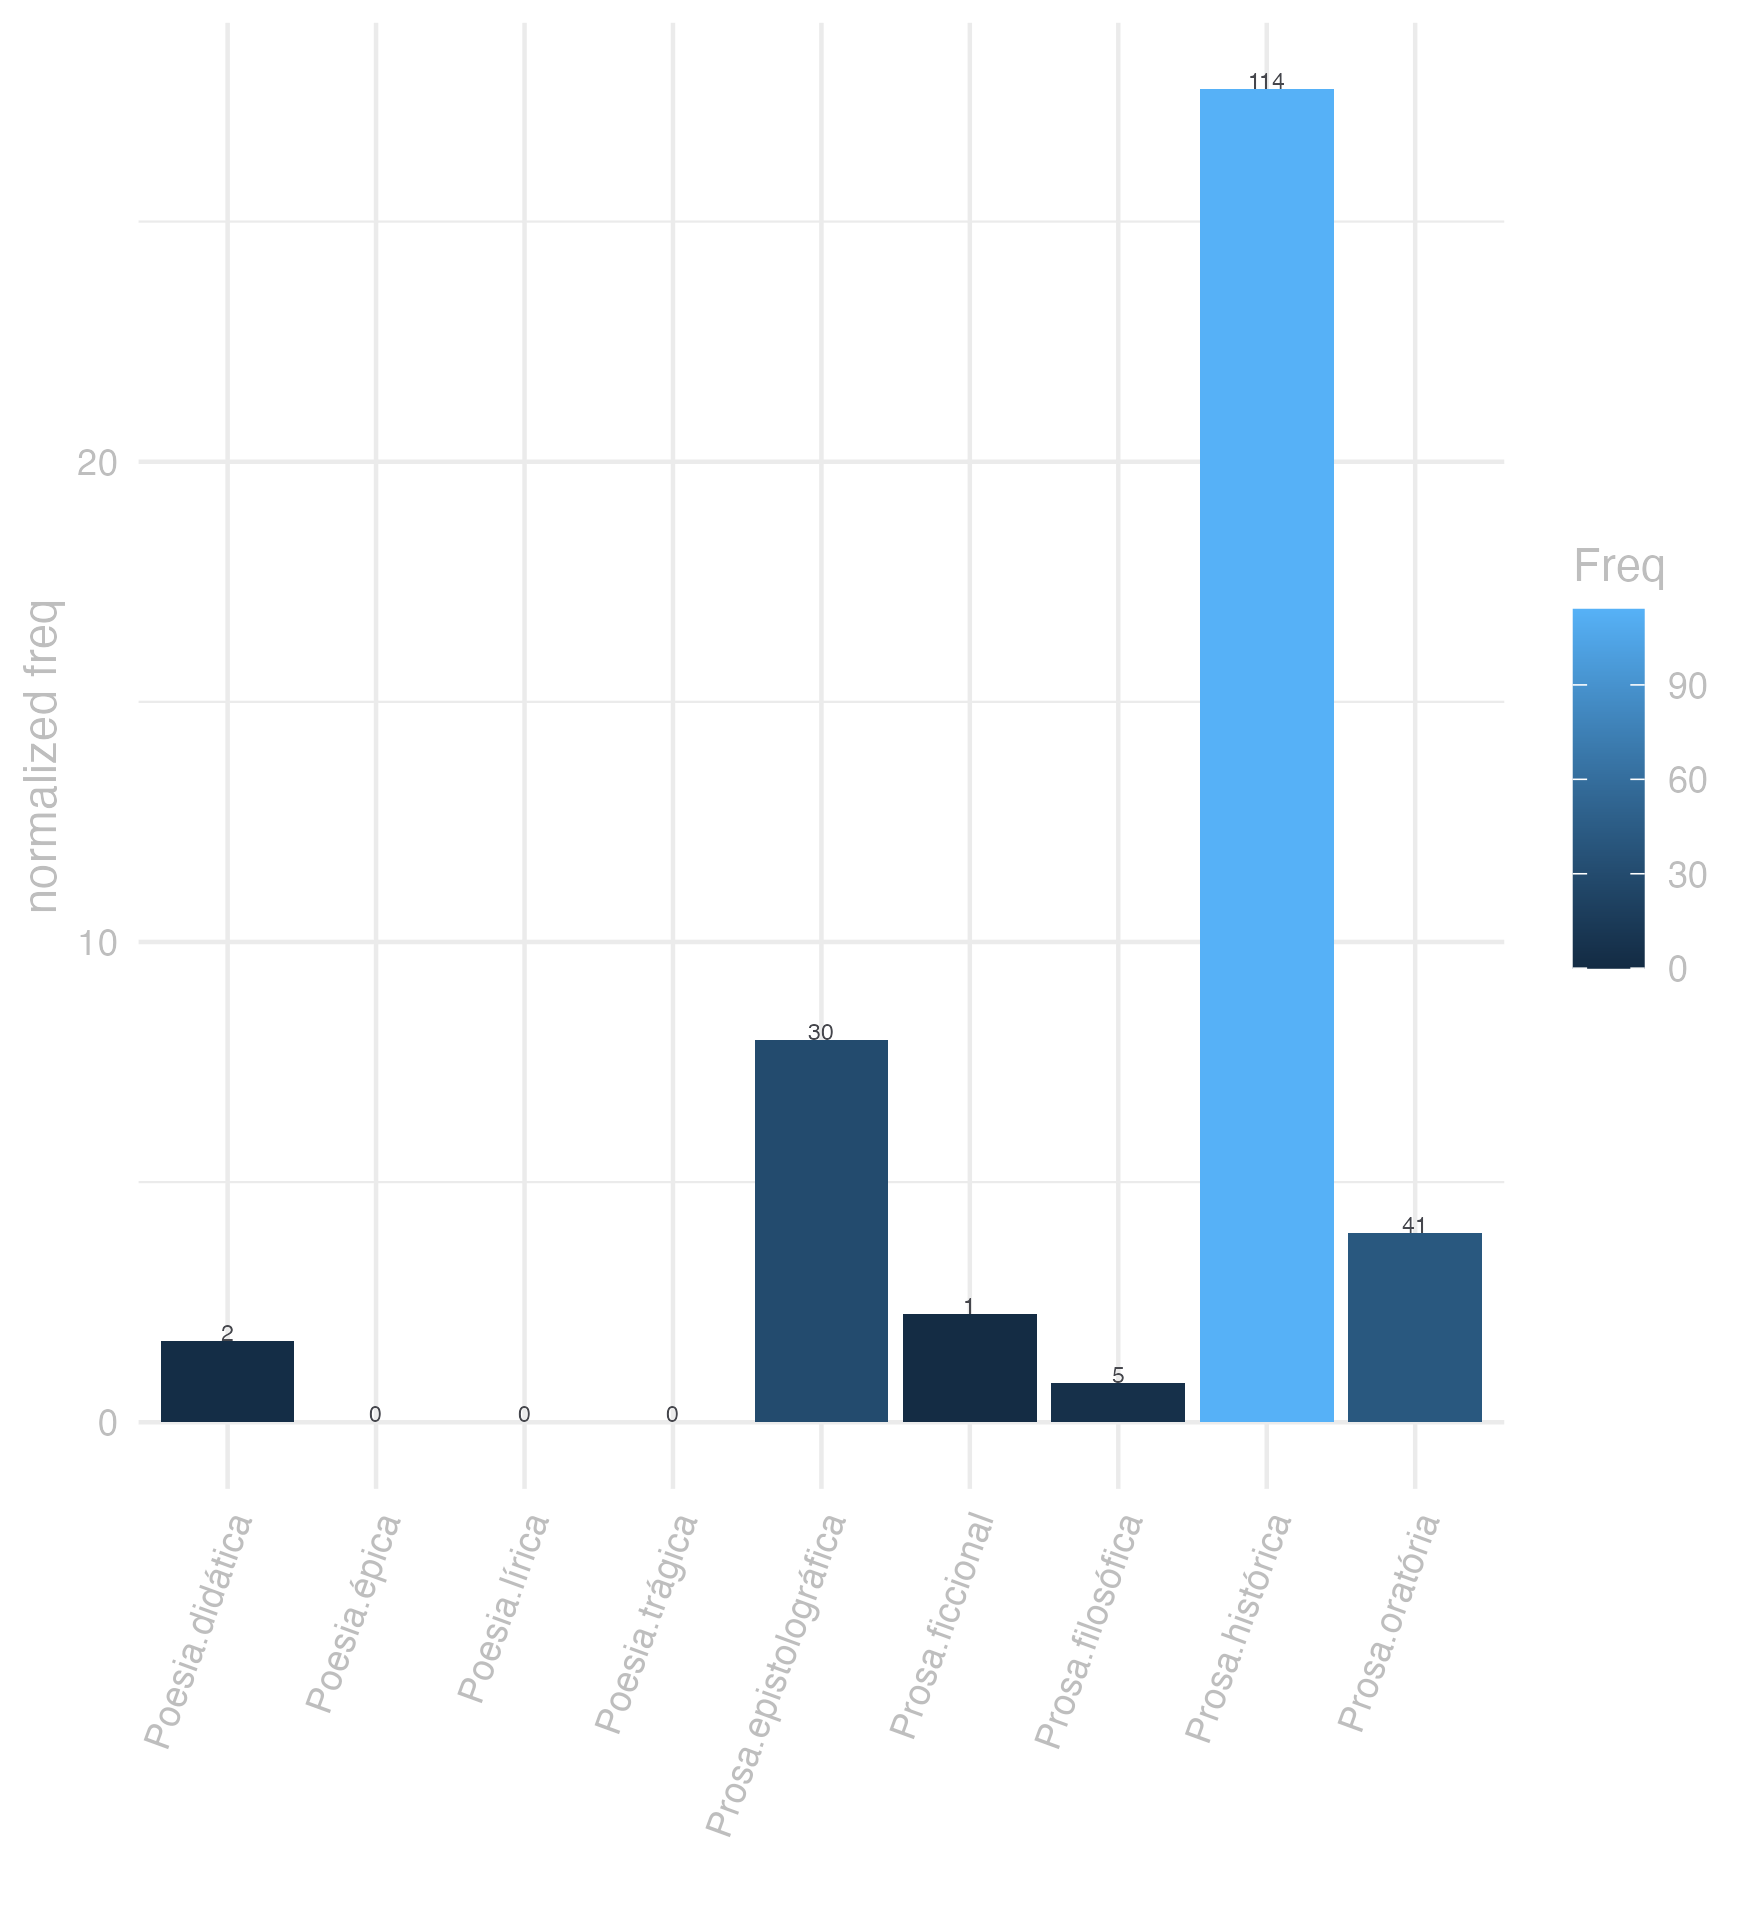 normalized freq
20
10
0
114
30
41
1
2
5
0
0
0
Poesia.didática
Poesia.épica
Poesia.lírica
Poesia.trágica
Prosa.epistolográfica
Prosa.ficcional
Prosa.filosófica
Prosa.histórica
Prosa.oratória
Freq
90
60
30
0